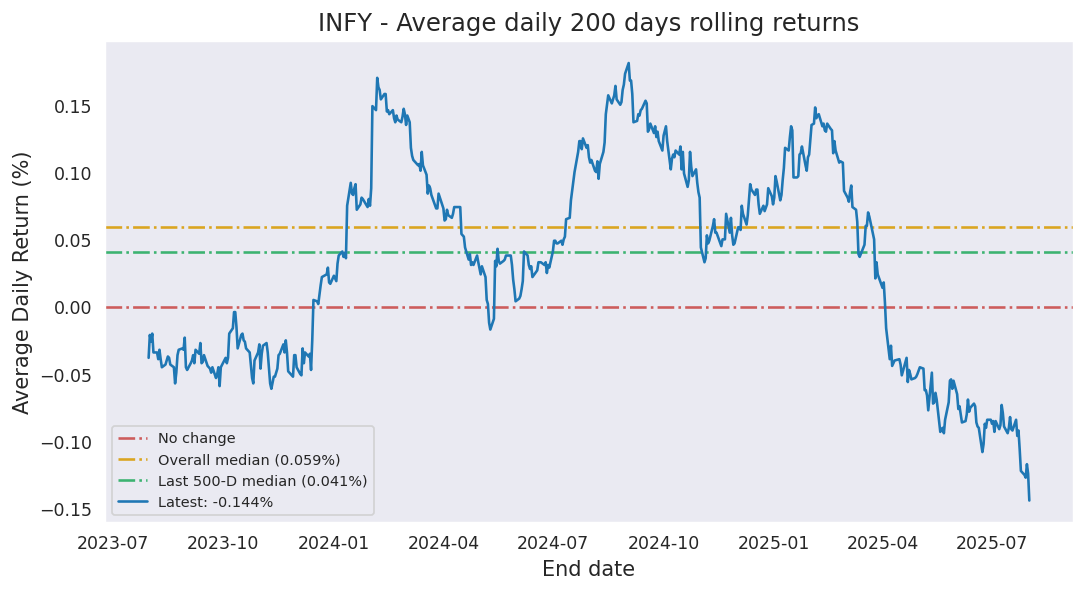 INFY - Average daily 200 days rolling returns
Average Daily Return (%)
0.15
0.10
0.05
0.00
−0.05
−0.10
−0.15
No change
Overall median (0.059%)
Last 500-D median (0.041%)
Latest: -0.144%
2023-07 2023-10 2024-01 2024-04 2024-07 2024-10 2025-01 2025-04 2025-07
End date